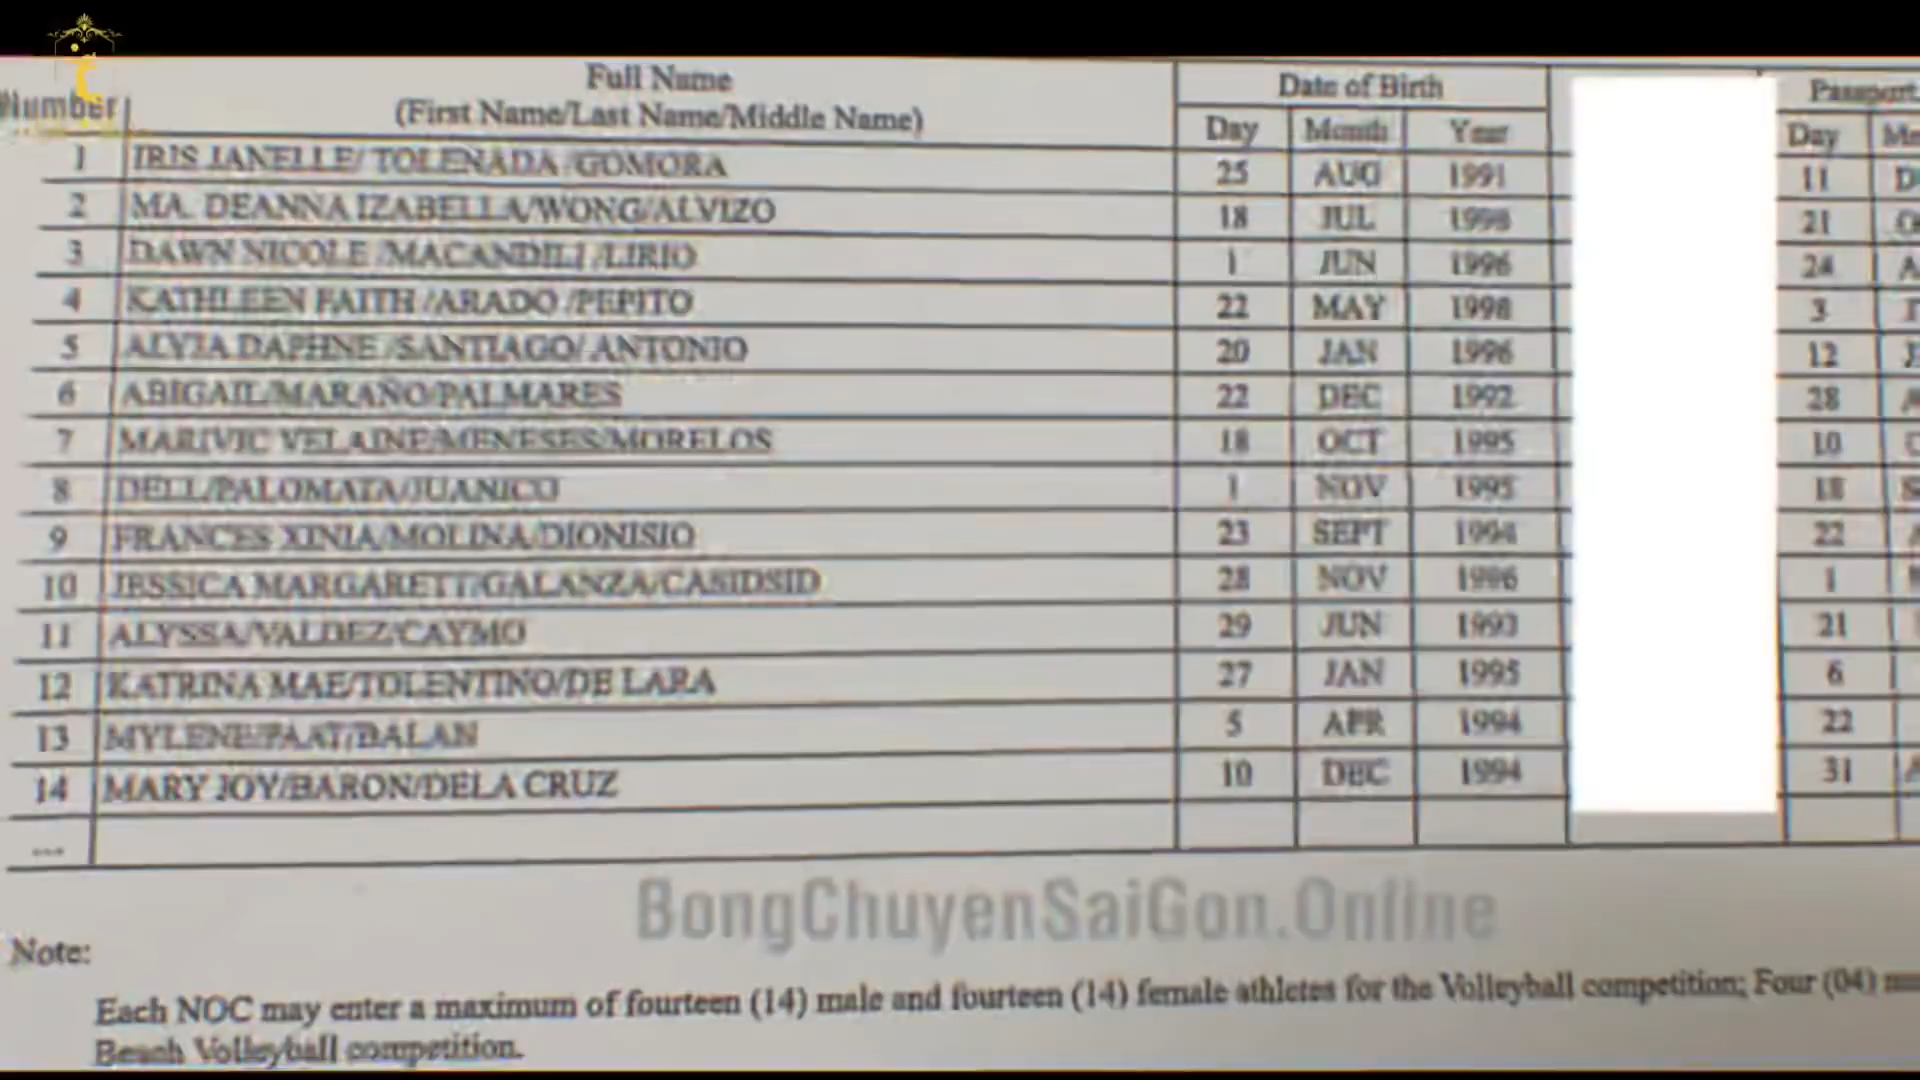 Number
Full Name
(First Name/Last Name/Middle Name)
Date of Birth
Passport
Day Month Year Day
1 IRIS JANELLE/ TOLENADA /GOMORA 25 AUG 1991 11
2 MA. DEANNA IZABELLA/WONG/ALVIZO 18 JUL 1998 21
3 DAWN NICOLE /MACANDILI /LIRIO 1 JUN 1996 24
4 KATHLEEN FAITH /ARADO /PEPITO 22 MAY 1998 3
5 ALYJA DAPHNE /SANTIAGO/ ANTONIO 20 JAN 1996 12
6 ABIGAIL/MARAÑO/PALMARES 22 DEC 1992 28
7 MARIVIC VELAINE/MENESES/MORELOS 18 OCT 1995 10
8 DELL/PALOMATA/JUANICO 1 NOV 1995 18
9 FRANCES XINIA/MOLINA/DIONISIO 23 SEPT 1994 22
10 JESSICA MARGARETT/GALANZA/CASIDSID 28 NOV 1996 1
11 ALYSSA/VALDEZ/CAYMO 29 JUN 1993 21
12 KATRINA MAE/TOLENTINO/DE LARA 27 JAN 1995 6
13 MYLENE/PAAT/BALAN 5 APR 1994 22
14 MARY JOY/BARON/DELA CRUZ 10 DEC 1994 31
...
BongChuyenSaiGon.Online
Note:
Each NOC may enter a maximum of fourteen (14) male and fourteen (14) female athletes for the Volleyball competition; Four (04)
Beach Volleyball competition.